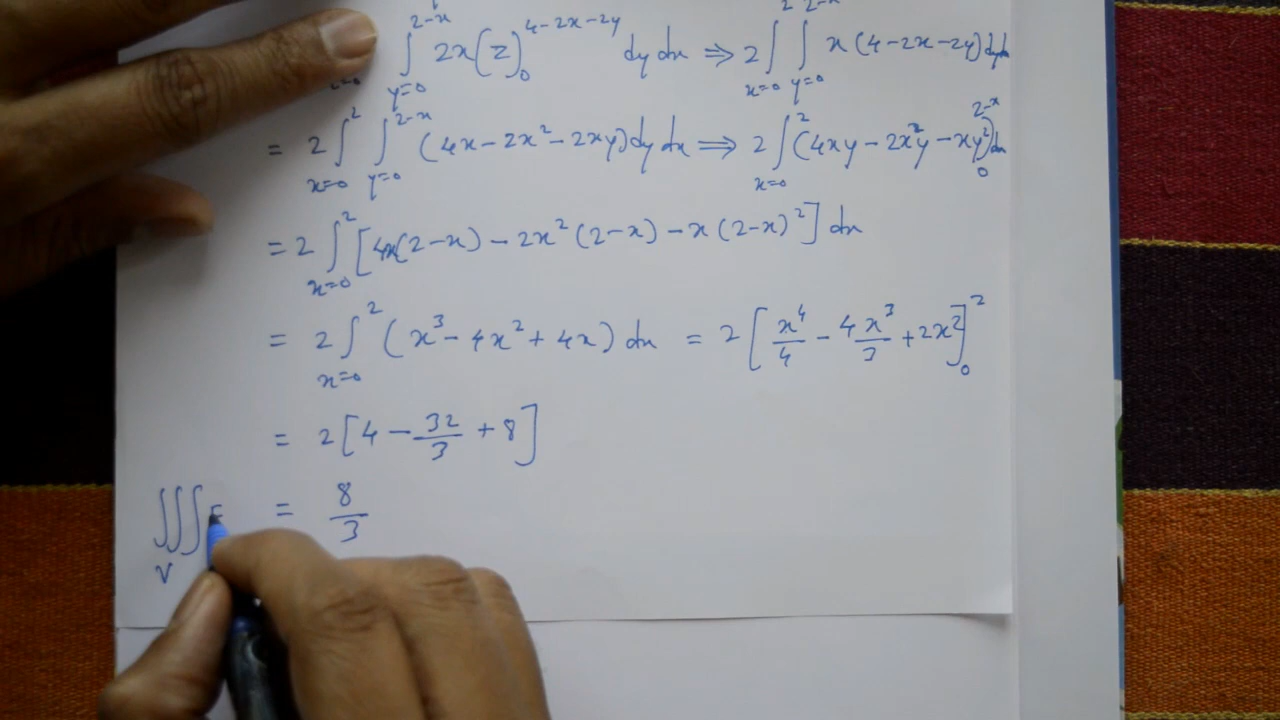 ∫_{y=0}^{2-x} 2x(z)_0^{4-2x-2y} dy dx ⇒ 2∫_{x=0}^{2} ∫_{y=0}^{2-x} x(4-2x-2y) dy dx
= 2∫_{x=0}^{2} ∫_{y=0}^{2-x} (4x-2x²-2xy) dy dx ⇒ 2∫_{x=0}^{2} (4xy-2x²y-xy²)_0^{2-x} dx
= 2∫_{x=0}^{2} [4x(2-x) - 2x²(2-x) - x(2-x)²] dx
= 2∫_{x=0}^{2} (x³-4x²+4x) dx = 2[x⁴/4 - 4x³/3 + 2x²]_0^2
= 2[4 - 32/3 + 8]
∭_V F = 8/3